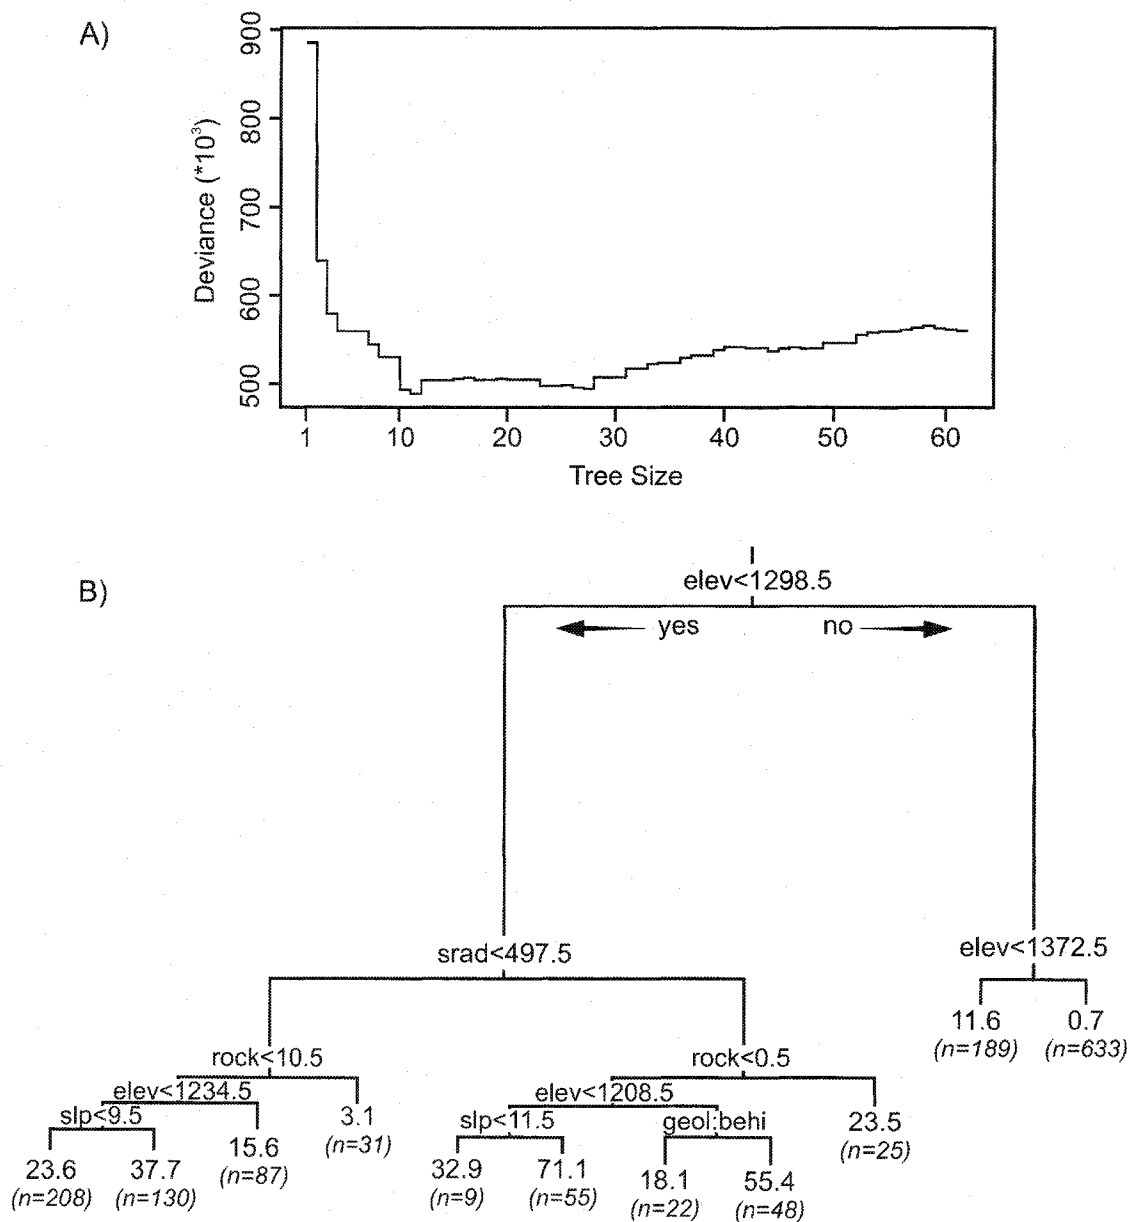 A)
900
800
700
600
500
Deviance (*10³)
1 10 20 30 40 50 60
Tree Size
B)
elev<1298.5
yes no
srad<497.5 elev<1372.5
11.6 0.7
(n=189) (n=633)
rock<10.5 rock<0.5
elev<1234.5 elev<1208.5
slp<9.5 3.1 slp<11.5 geol:behi 23.5
(n=31) (n=25)
15.6
(n=87)
23.6 37.7 32.9 71.1 18.1 55.4
(n=208) (n=130) (n=9) (n=55) (n=22) (n=48)